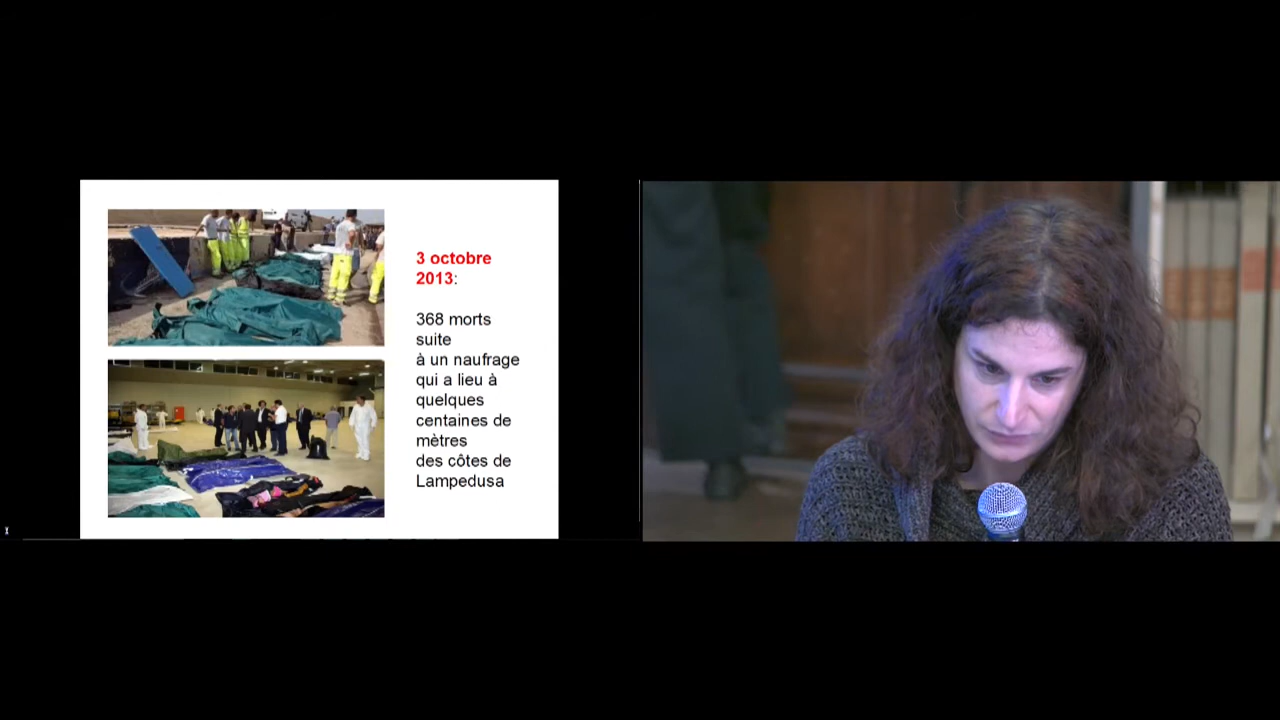 3 octobre
2013:
368 morts
suite
à un naufrage
qui a lieu à
quelques
centaines de
mètres
des côtes de
Lampedusa